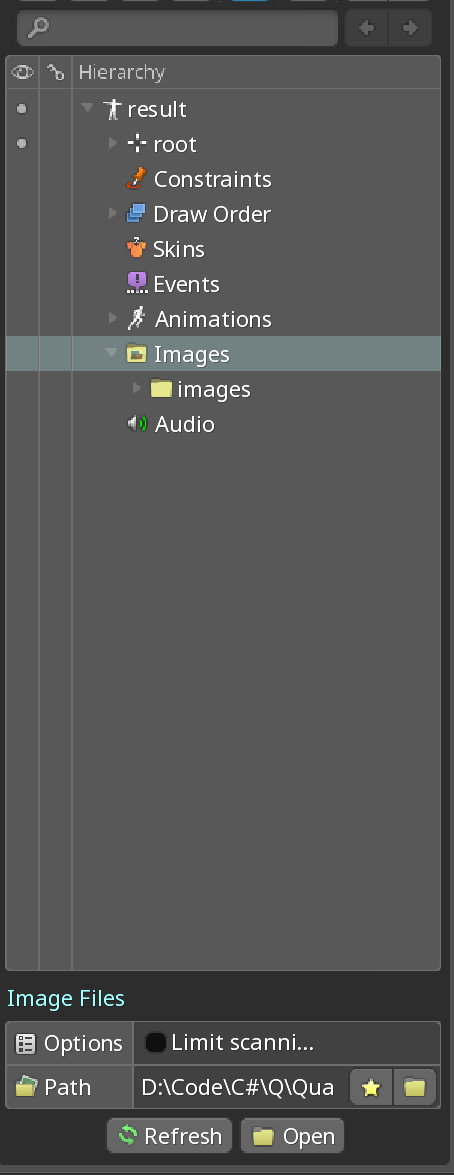 Hierarchy
result
root
Constraints
Draw Order
Skins
Events
Animations
Images
images
Audio
Image Files
Options Limit scanni...
Path D:\Code\C#\Q\Qua
Refresh Open